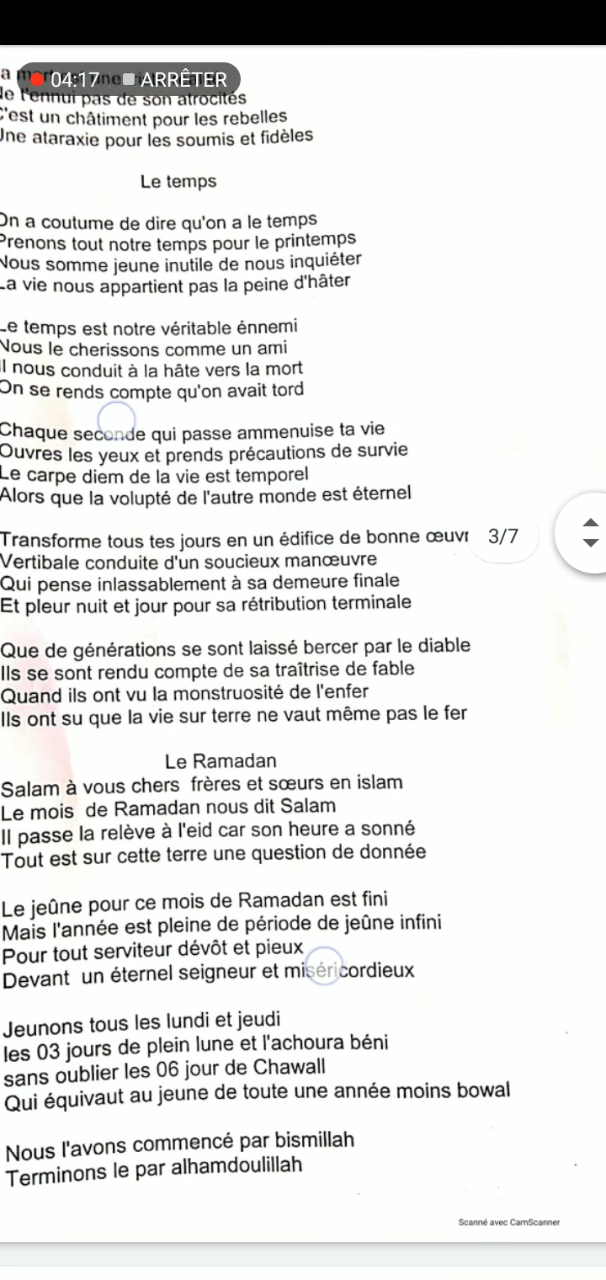 04:17 ARRÊTER
Ne t'ennui pas de son atrocités
C'est un châtiment pour les rebelles
Une ataraxie pour les soumis et fidèles
Le temps
On a coutume de dire qu'on a le temps
Prenons tout notre temps pour le printemps
Nous somme jeune inutile de nous inquiéter
La vie nous appartient pas la peine d'hâter
Le temps est notre véritable énnemi
Nous le cherissons comme un ami
Il nous conduit à la hâte vers la mort
On se rends compte qu'on avait tord
Chaque seconde qui passe ammenuise ta vie
Ouvres les yeux et prends précautions de survie
Le carpe diem de la vie est temporel
Alors que la volupté de l'autre monde est éternel
Transforme tous tes jours en un édifice de bonne œuvr
3/7
Vertibale conduite d'un soucieux manœuvre
Qui pense inlassablement à sa demeure finale
Et pleur nuit et jour pour sa rétribution terminale
Que de générations se sont laissé bercer par le diable
Ils se sont rendu compte de sa traîtrise de fable
Quand ils ont vu la monstruosité de l'enfer
Ils ont su que la vie sur terre ne vaut même pas le fer
Le Ramadan
Salam à vous chers frères et sœurs en islam
Le mois de Ramadan nous dit Salam
Il passe la relève à l'eid car son heure a sonné
Tout est sur cette terre une question de donnée
Le jeûne pour ce mois de Ramadan est fini
Mais l'année est pleine de période de jeûne infini
Pour tout serviteur dévôt et pieux
Devant un éternel seigneur et miséricordieux
Jeunons tous les lundi et jeudi
les 03 jours de plein lune et l'achoura béni
sans oublier les 06 jour de Chawall
Qui équivaut au jeune de toute une année moins bowal
Nous l'avons commencé par bismillah
Terminons le par alhamdoulillah
Scanné avec CamScanner